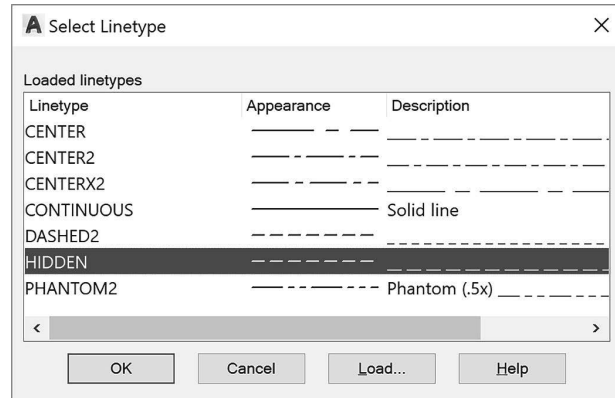 Select Linetype
Loaded linetypes
Linetype Appearance Description
CENTER
CENTER2
CENTERX2
CONTINUOUS Solid line
DASHED2
HIDDEN
PHANTOM2 Phantom (.5x)
OK Cancel Load... Help